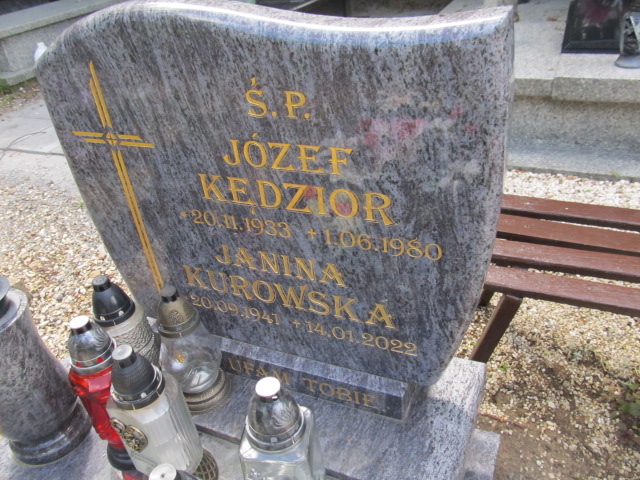 Ś. P.
JÓZEF
KĘDZIOR
*20.11.1933 +1.06.1980
JANINA
KUROWSKA
*20.09.1941 +14.01.2022
UFAM TOBIE